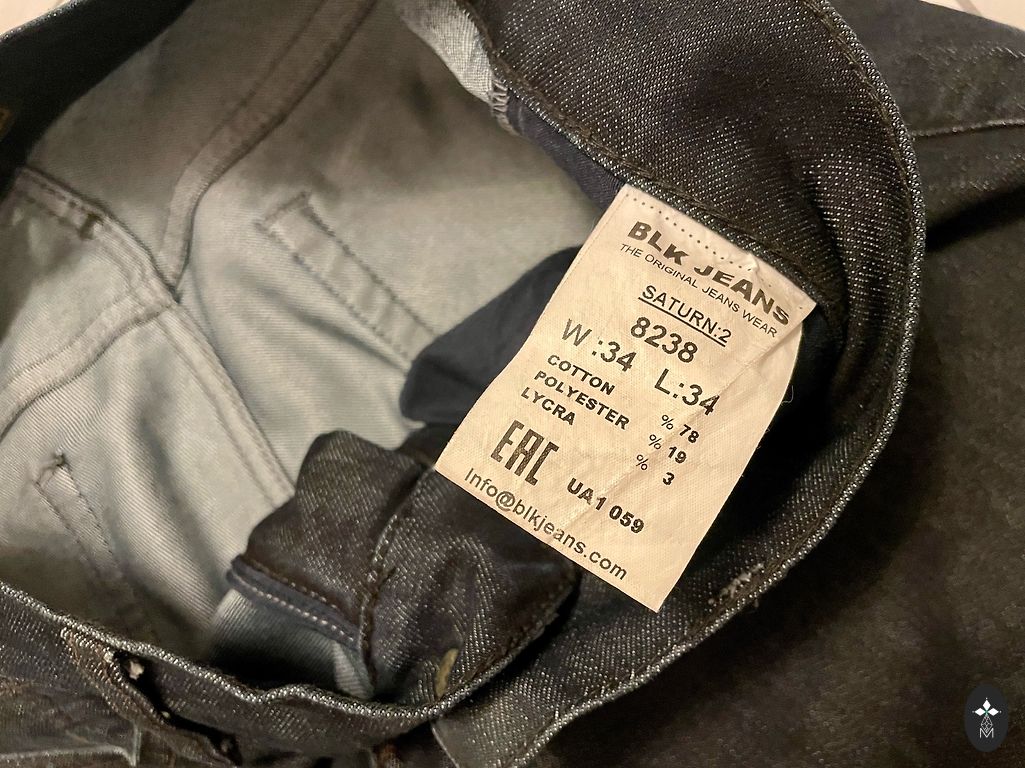 BLK JEANS
THE ORIGINAL JEANS WEAR
SATURN:2
8238
W:34 L:34
COTTON % 78
POLYESTER % 19
LYCRA % 3
EAC UA1 059
Info@blkjeans.com
M